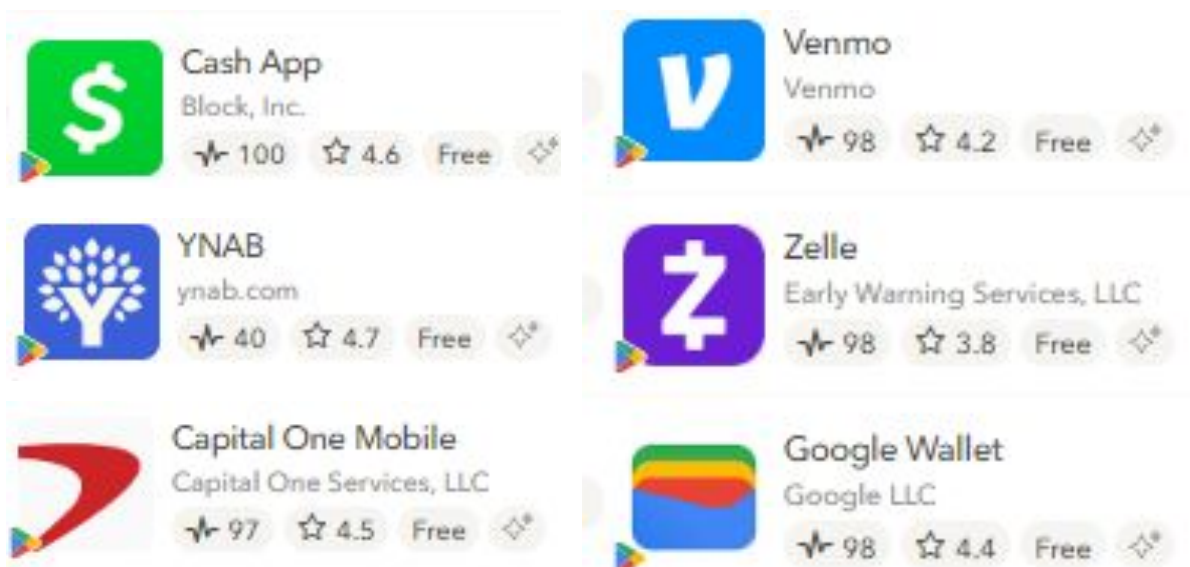 Cash App
Block, Inc.
100 4.6 Free
YNAB
ynab.com
40 4.7 Free
Capital One Mobile
Capital One Services, LLC
97 4.5 Free
Venmo
Venmo
98 4.2 Free
Zelle
Early Warning Services, LLC
98 3.8 Free
Google Wallet
Google LLC
98 4.4 Free